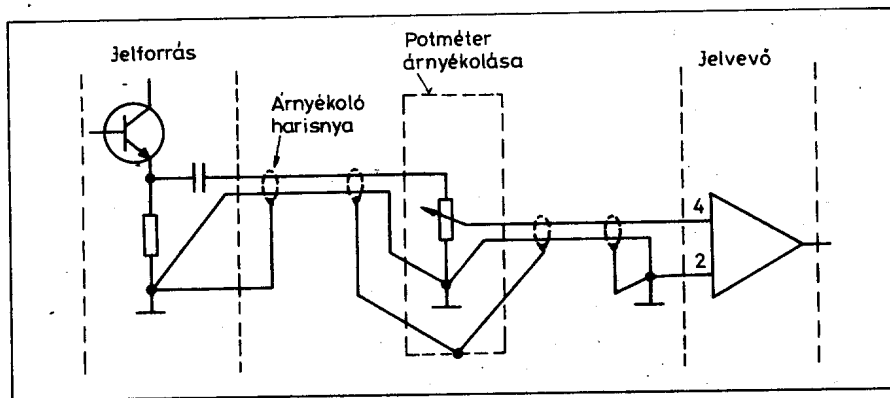 Jelforrás
Potméter
árnyékolása
Jelvevő
Árnyékoló
harisnya
4
2